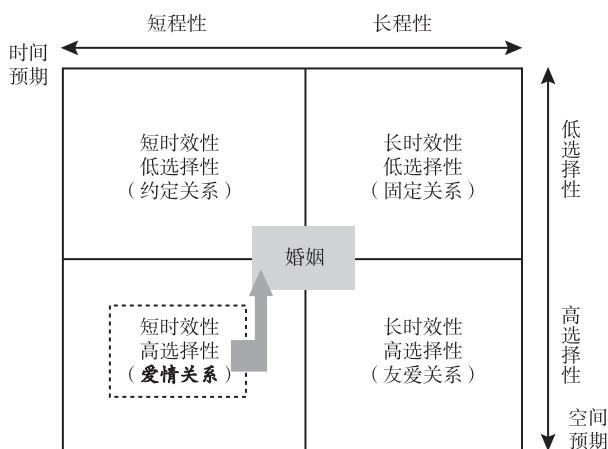 短程性 长程性
时间
预期
短时效性
低选择性
（约定关系）
长时效性
低选择性
（固定关系）
低选择性
婚姻
短时效性
高选择性
（爱情关系）
长时效性
高选择性
（友爱关系）
高选择性
空间
预期